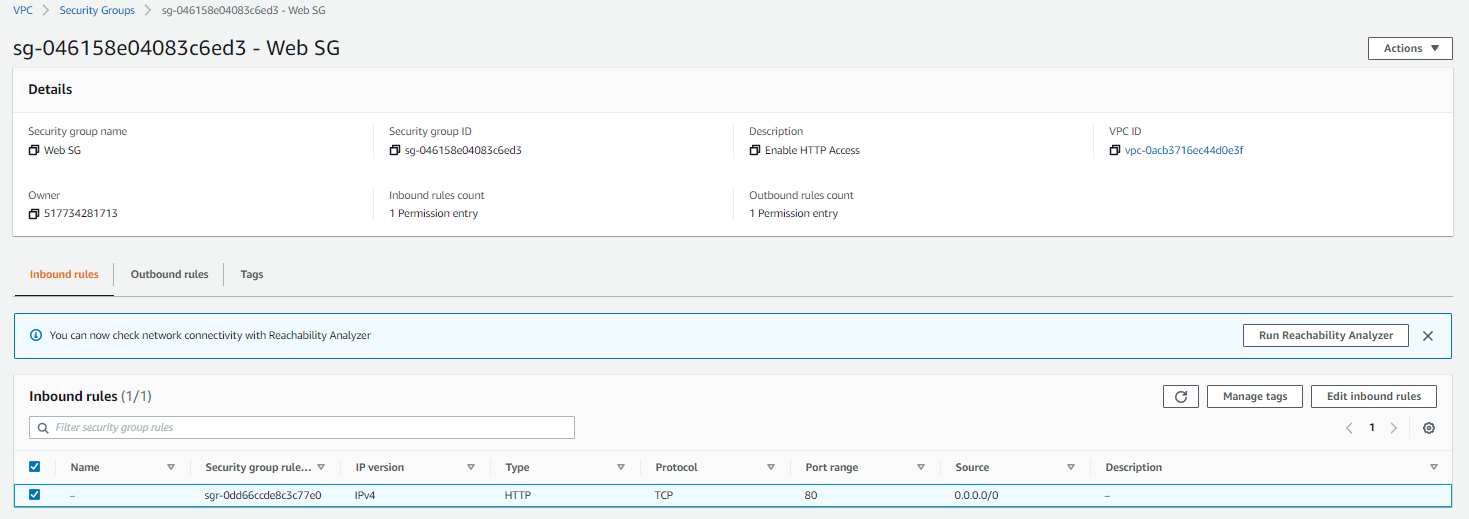 VPC > Security Groups > sg-046158e04083c6ed3 - Web SG
sg-046158e04083c6ed3 - Web SG
Actions
Details
Security group name Security group ID Description VPC ID
Web SG sg-046158e04083c6ed3 Enable HTTP Access vpc-0acb3716ec44d0e3f
Owner Inbound rules count Outbound rules count
517734281713 1 Permission entry 1 Permission entry
Inbound rules Outbound rules Tags
You can now check network connectivity with Reachability Analyzer Run Reachability Analyzer
Inbound rules (1/1) Manage tags Edit inbound rules
Filter security group rules 1
Name Security group rule... IP version Type Protocol Port range Source Description
– sgr-0dd66ccde8c3c77e0 IPv4 HTTP TCP 80 0.0.0.0/0 –